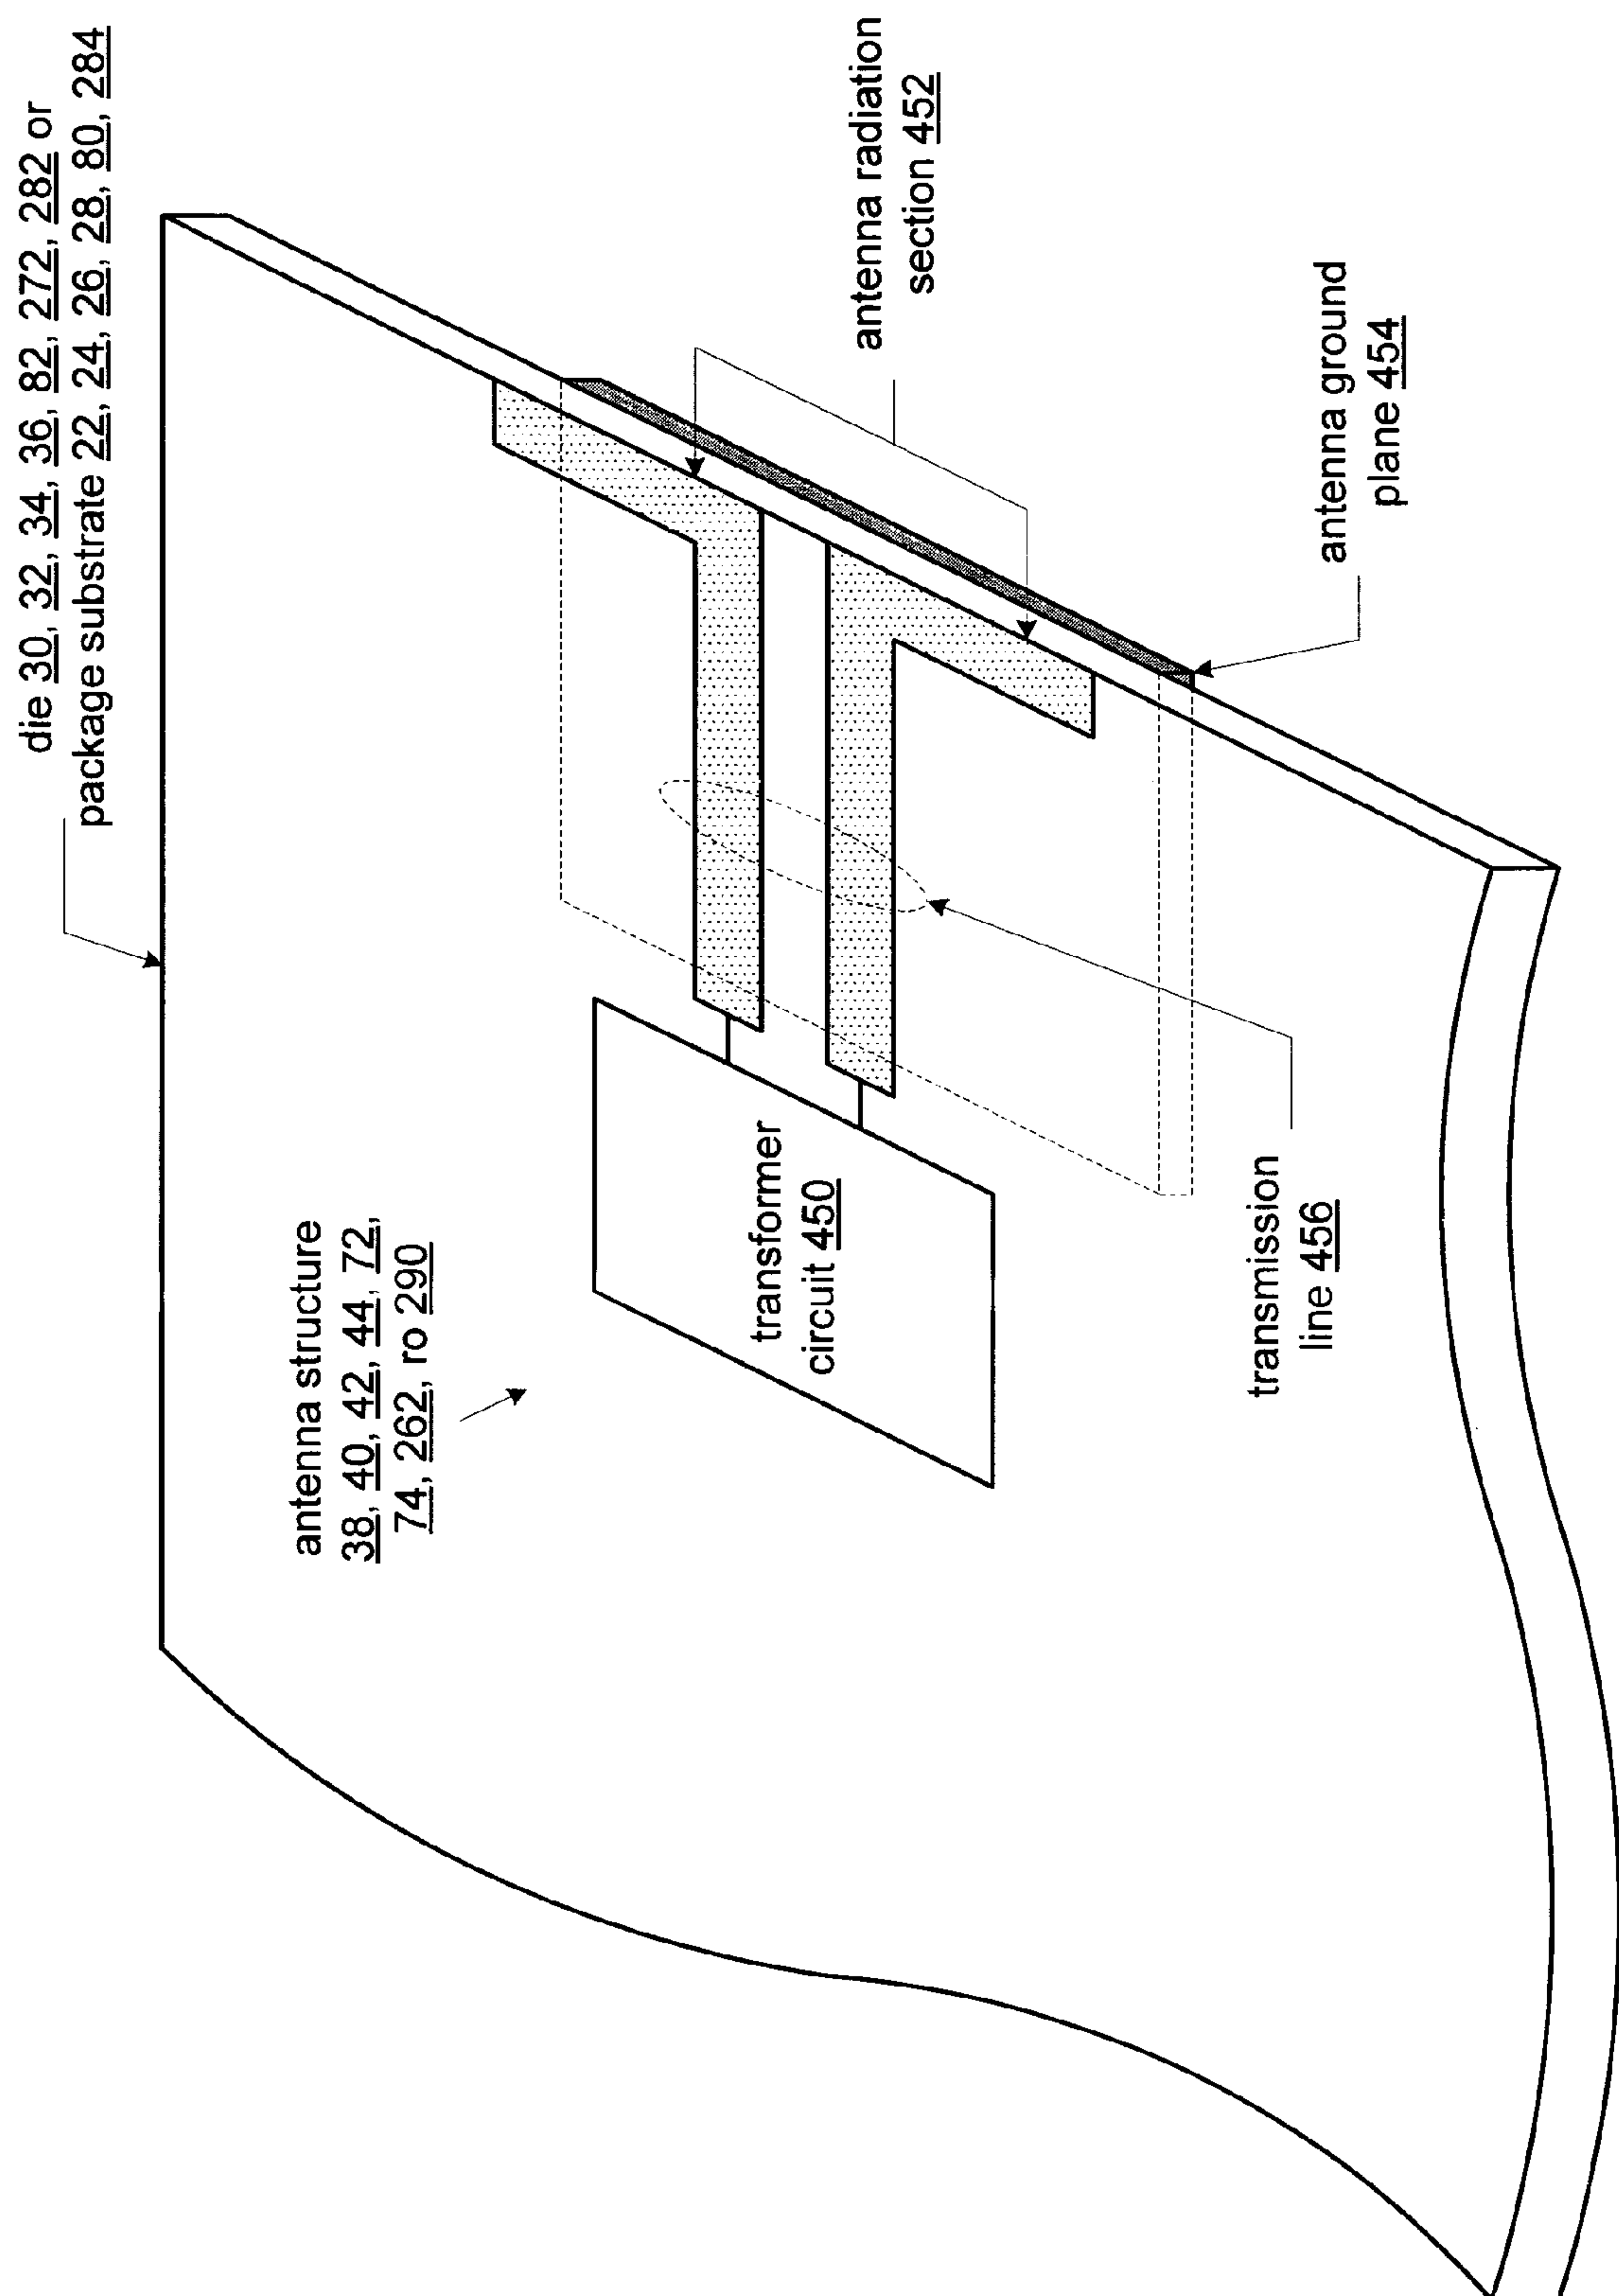 die 30, 32, 34, 36, 82, 272, 282 or
package substrate 22, 24, 26, 28, 80, 284
antenna structure
38, 40, 42, 44, 72,
74, 262, ro 290
transformer
circuit 450
antenna radiation
section 452
antenna ground
plane 454
transmission
line 456